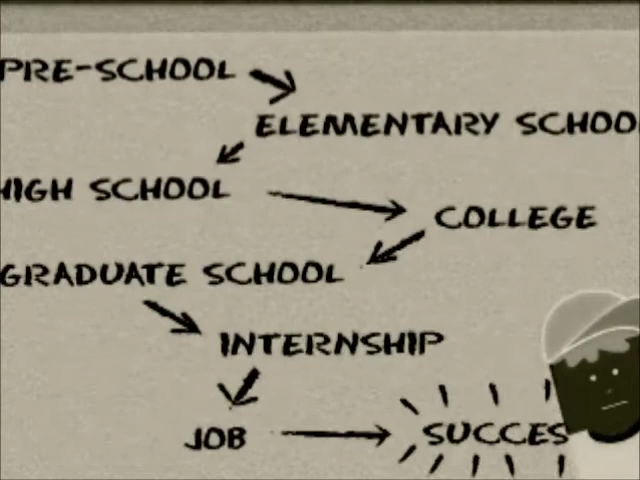 PRE-SCHOOL
ELEMENTARY SCHOO
HIGH SCHOOL
COLLEGE
GRADUATE SCHOOL
INTERNSHIP
JOB
SUCCES